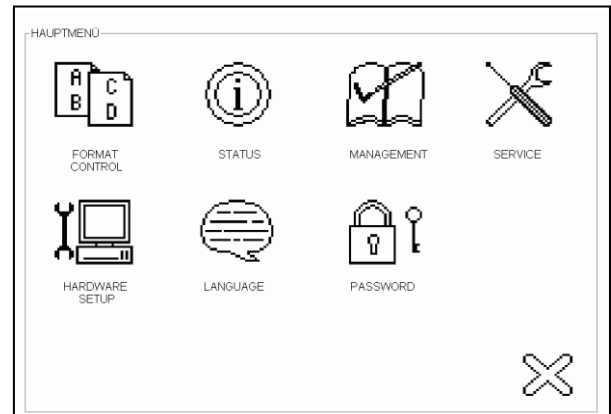 HAUPTMENÜ
A
B
C
D
i
FORMAT
CONTROL
STATUS
MANAGEMENT
SERVICE
HARDWARE
SETUP
LANGUAGE
PASSWORD